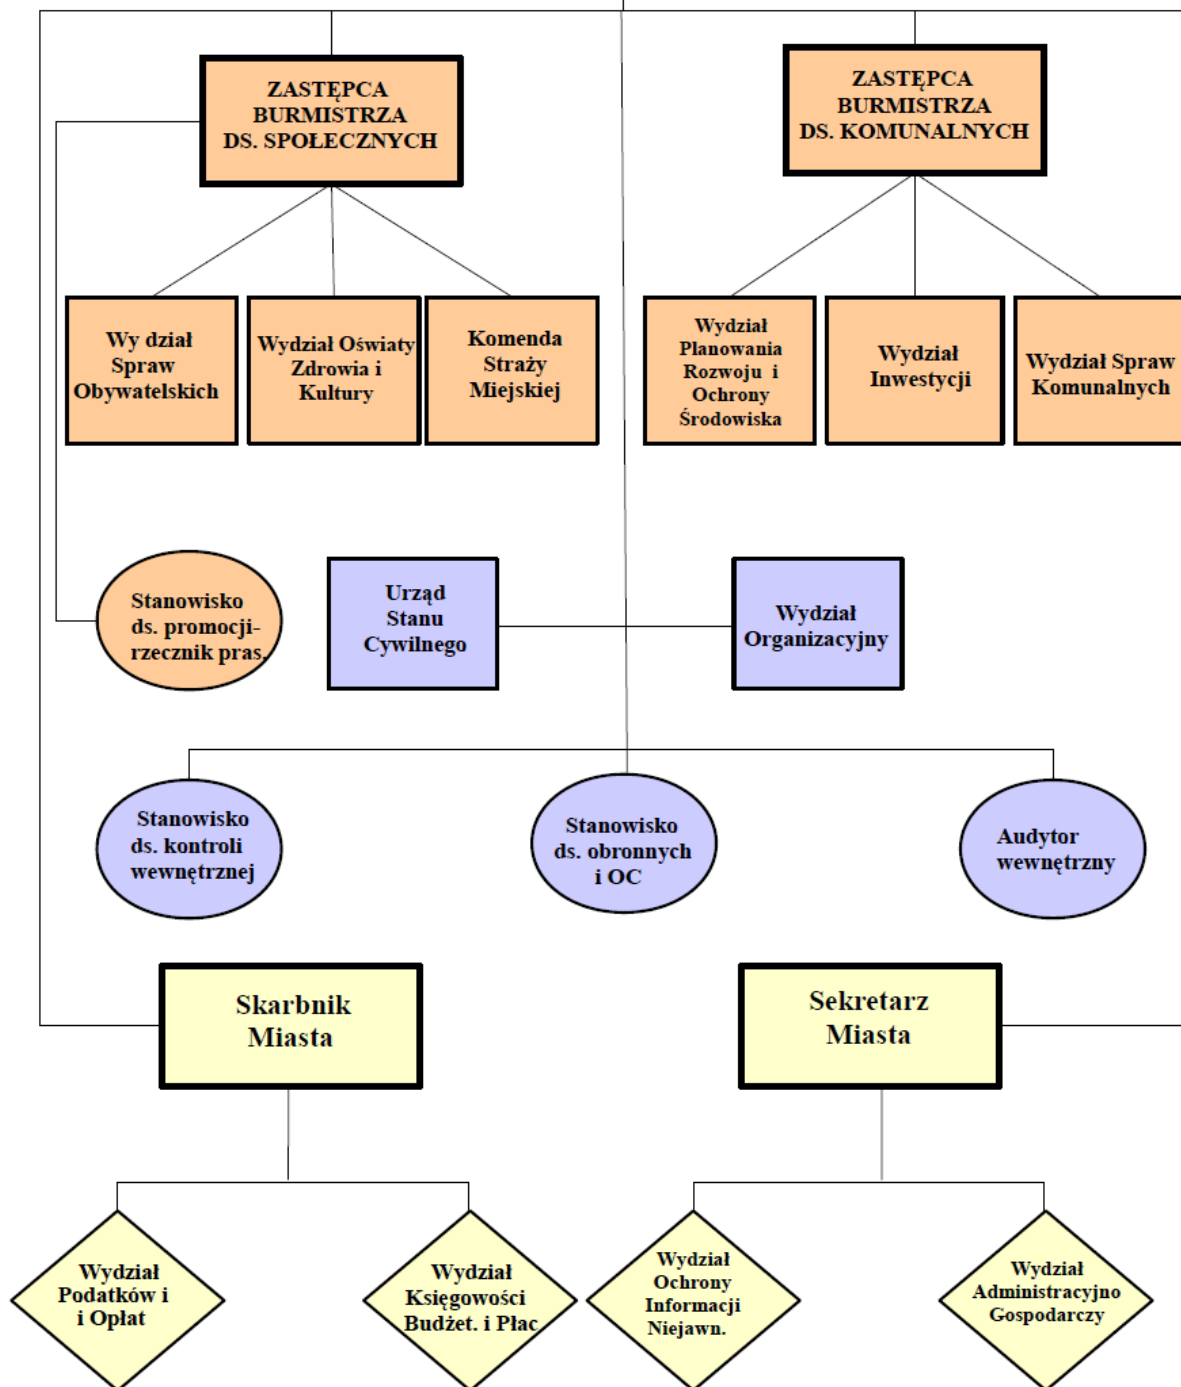 ZASTĘPCA
BURMISTRZA
DS. SPOŁECZNYCH
ZASTĘPCA
BURMISTRZA
DS. KOMUNALNYCH
Wy dział
Spraw
Obywatelskich
Wydział Oświaty
Zdrowia i
Kultury
Komenda
Straży
Miejskiej
Wydział
Planowania
Rozwoju i
Ochrony
Środowiska
Wydział
Inwestycji
Wydział Spraw
Komunalnych
Stanowisko
ds. promocji-
rzecznik pras.
Urząd
Stanu
Cywilnego
Wydział
Organizacyjny
Stanowisko
ds. kontroli
wewnętrznej
Stanowisko
ds. obronnych
i OC
Audytor
wewnętrzny
Skarbnik
Miasta
Sekretarz
Miasta
Wydział
Podatków i
i Opłat
Wydział
Księgowości
Budżet. i Płac
Wydział
Ochrony
Informacji
Niejawn.
Wydział
Administracyjno
Gospodarczy